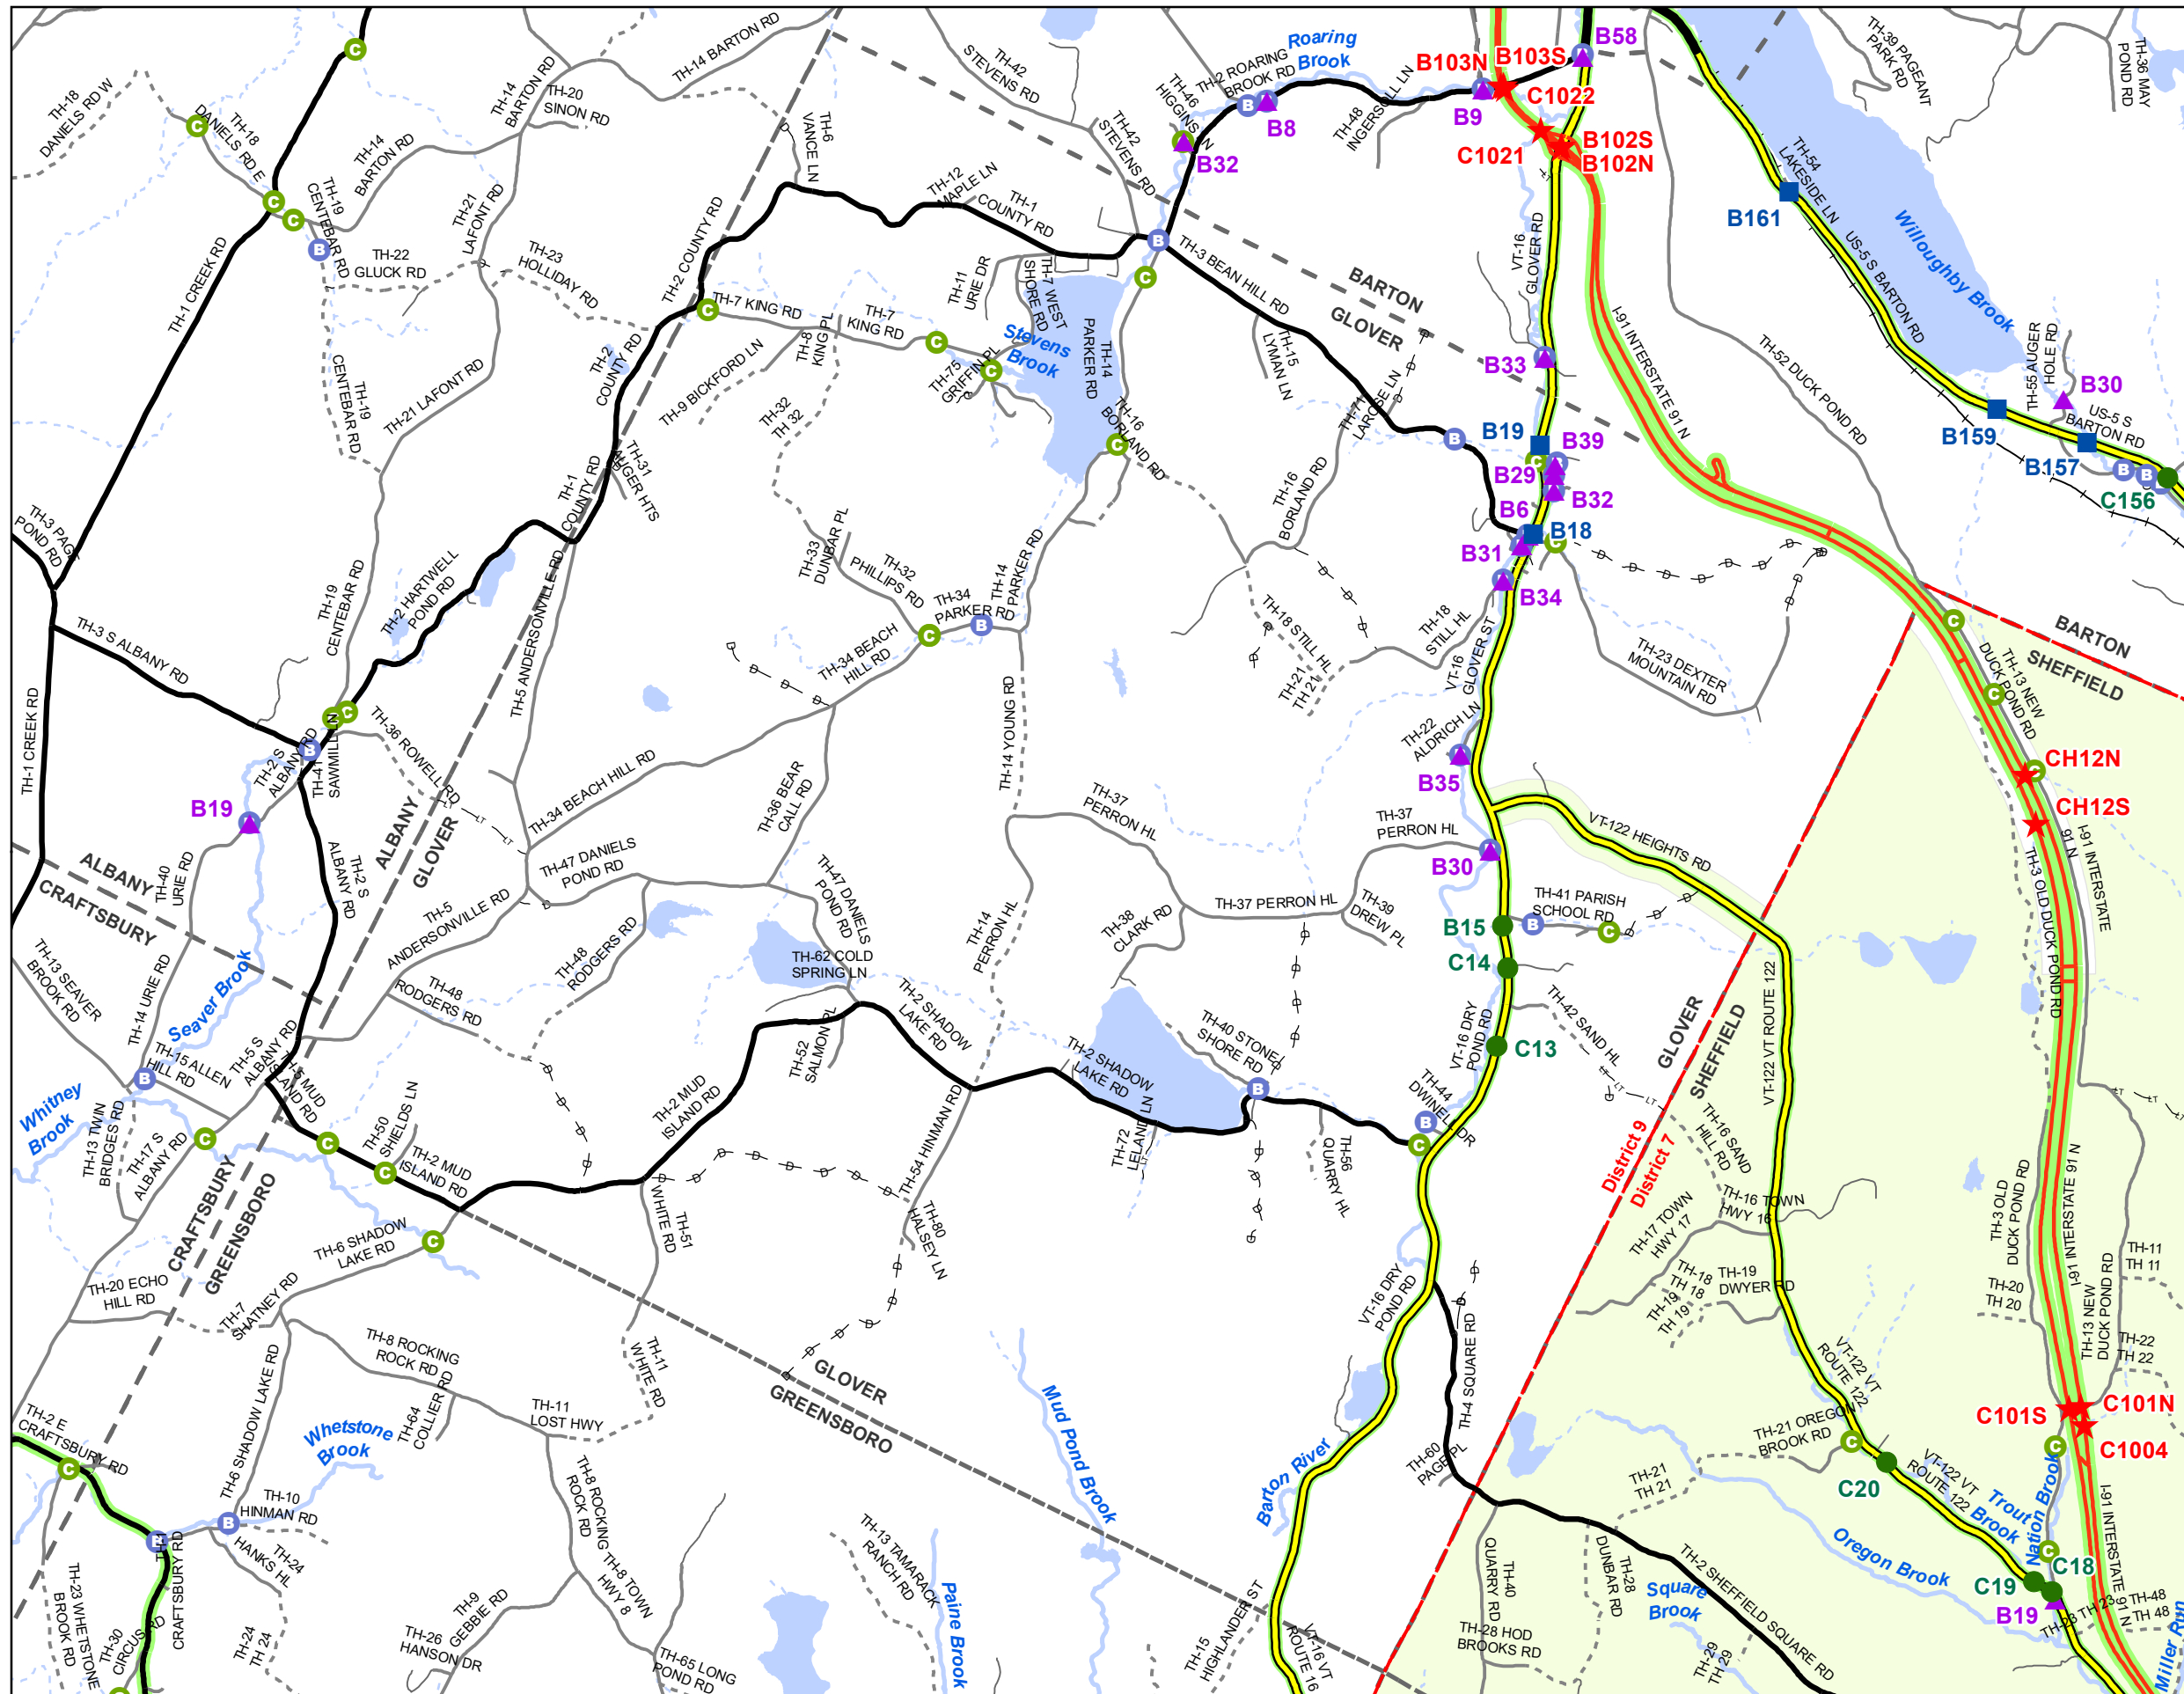 TH-18
DANIELS RD W
TH-18
DANIELS RD E
TH-14
BARTON RD
TH-14 BARTON RD
TH-20
SINON RD
TH-14
BARTON RD
TH-19
CENTEBAR RD
TH-21
LAFONT RD
TH-22
GLUCK RD
TH-23
HOLLIDAY RD
TH-6
VANCE LN
TH-2 COUNTY RD
TH-42
STEVENS RD
TH-42
STEVENS RD
TH-46
HIGGINS LN
TH-2 ROARING
BROOK RD
Roaring
Brook
TH-48
INGERSOLL LN
B8
B32
B9
B103N
B103S
B58
C1022
C1021
B102S
B102N
TH-39 PAGEANT
PARK RD
TH-36 MAY
POND RD
TH-54
LAKESIDE LN
B161
US-5 S BARTON RD
Willoughby Brook
TH-12
MAPLE LN
TH-1
COUNTY RD
TH-3 BEAN HILL RD
BARTON
GLOVER
VT-16
GLOVER RD
I-91 INTERSTATE 91 N
TH-52 DUCK POND RD
TH-55 AUGER
HOLE RD
B30
US-5 S
BARTON RD
B159
B157
C156
TH-1 CREEK RD
TH-19
CENTEBAR RD
TH-21 LAFONT RD
TH-2
COUNTY RD
TH-7 KING RD
TH-8
KING PL
TH-7
KING RD
TH-11
URIE DR
TH-7 WEST
SHORE RD
Stevens
Brook
TH-14
PARKER RD
TH-75
GRIFFIN PL
TH-9 BICKFORD LN
TH-32
TH 32
TH-16
BORLAND RD
TH-15
LYMAN LN
TH-71
LAROSE LN
TH-16
BORLAND RD
B33
B19
B39
B29
B32
B6
B18
B31
B34
TH-31
AUGER HTS
TH-1
COUNTY RD
TH-3 PAGE
POND RD
TH-3 S ALBANY RD
TH-19
CENTEBAR RD
TH-2 HARTWELL
POND RD
TH-5 ANDERSONVILLE RD
TH-33
DUNBAR PL
TH-32
PHILLIPS RD
TH-34
PARKER RD
TH-14
PARKER RD
TH-34 BEACH
HILL RD
TH-14 YOUNG RD
TH-18 STILL HL
TH-21
TH 21
TH-18
STILL HL
VT-16
GLOVER ST
TH-23 DEXTER
MOUNTAIN RD
BARTON
SHEFFIELD
TH-13 NEW
DUCK POND RD
CH12N
CH12S
I-91 INTERSTATE
91 N
TH-3 OLD DUCK POND RD
TH-1 CREEK RD
TH-2 S
ALBANY RD
TH-41
SAWMILL LN
TH-36 ROWELL RD
B19
ALBANY
GLOVER
TH-34 BEACH HILL RD
TH-36 BEAR
CALL RD
TH-22
ALDRICH LN
B35
TH-37
PERRON HL
TH-37
PERRON HL
B30
VT-122 HEIGHTS RD
ALBANY
CRAFTSBURY
TH-40
URIE RD
TH-2 S
ALBANY RD
TH-5
ANDERSONVILLE RD
TH-47 DANIELS
POND RD
TH-47 DANIELS
POND RD
TH-38
CLARK RD
TH-37 PERRON HL
TH-39
DREW PL
TH-41 PARISH
SCHOOL RD
B15
C14
TH-13 SEAVER
BROOK RD
TH-14 URIE RD
Seaver Brook
TH-48
RODGERS RD
TH-48
RODGERS RD
TH-62 COLD
SPRING LN
TH-14
PERRON HL
TH-2 SHADOW
LAKE RD
TH-52
SALMON PL
TH-2 SHADOW
LAKE RD
TH-40 STONEY
SHORE RD
VT-16 DRY
POND RD
C13
TH-42 SAND HL
GLOVER
SHEFFIELD
VT-122 VT ROUTE 122
TH-15 ALLEN
HILL RD
TH-5 S
ALBANY RD
TH-5 MUD
ISLAND RD
Whitney
Brook
TH-13 TWIN
BRIDGES RD
TH-17 S
ALBANY RD
TH-50
SHIELDS LN
TH-2 MUD
ISLAND RD
TH-2 MUD
ISLAND RD
TH-72
LELAND LN
TH-44
DWINELL DR
TH-56
QUARRY HL
TH-16 SAND
HILL RD
District 9
District 7
TH-16 TOWN
HWY 16
TH-17 TOWN
HWY 17
TH-3 OLD
DUCK POND RD
I-91 INTERSTATE 91 N
CRAFTSBURY
GREENSBORO
TH-6 SHADOW
LAKE RD
TH-51
WHITE RD
TH-54 HINMAN RD
TH-80
HALSEY LN
TH-20 ECHO
HILL RD
TH-7
SHATNEY RD
TH-18
TH 18
TH-19
DWYER RD
TH-19
TH 19
TH-20
TH 20
TH-11
TH 11
TH-13 NEW
DUCK POND RD
TH-22
TH 22
VT-16 DRY
POND RD
TH-8 ROCKING
ROCK RD
TH-11
WHITE RD
GLOVER
GREENSBORO
TH-4 SQUARE RD
VT-122 VT
ROUTE 122
TH-6 SHADOW LAKE RD
TH-64
COLLIER RD
TH-11
LOST HWY
Mud Pond Brook
Barton River
TH-60
PAGE PL
TH-21 OREGON
BROOK RD
C101S
C101N
C1004
TH-2 E
CRAFTSBURY RD
Whetstone
Brook
TH-10
HINMAN RD
TH-8 ROCKING
ROCK RD
TH-21
TH 21
C20
VT-122 VT
ROUTE 122
Trout
Brook
Nation Brook
I-91 INTERSTATE 91 N
TH-24
HANKS HL
TH-1
CRAFTSBURY RD
TH-23 WHETSTONE
BROOK RD
TH-30
CIRCUS RD
TH-24
TH 24
TH-9
GEBBIE RD
TH-26
HANSON DR
TH-8 TOWN
HWY 8
TH-65 LONG
POND RD
TH-13 TAMARACK
RANCH RD
Paine Brook
TH-15
HIGHLANDER ST
VT-16 VT
ROUTE 16
TH-40
QUARRY RD
TH-28
DUNBAR RD
TH-28 HOD
BROOKS RD
TH-2 SHEFFIELD SQUARE RD
Square
Brook
TH-29
TH 29
Oregon Brook
C18
C19
B19
TH-23 TH 23
TH-48
TH 48
Miller Run